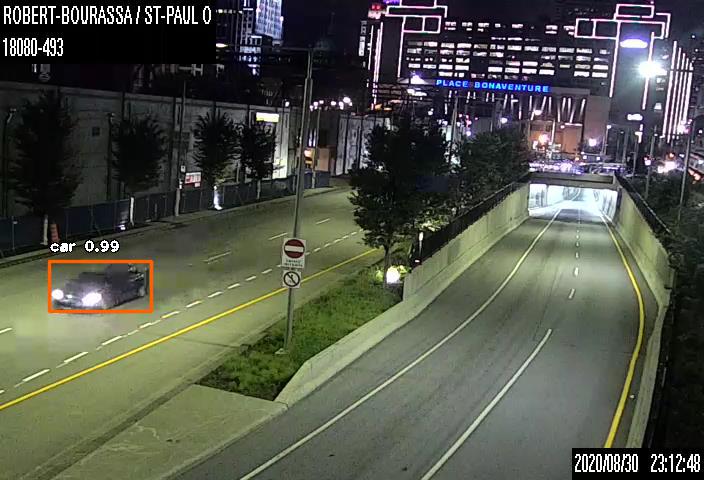 ROBERT-BOURASSA / ST-PAUL O
18080-493
PLACE BONAVENTURE
car 0.99
2020/08/30 23:12:48